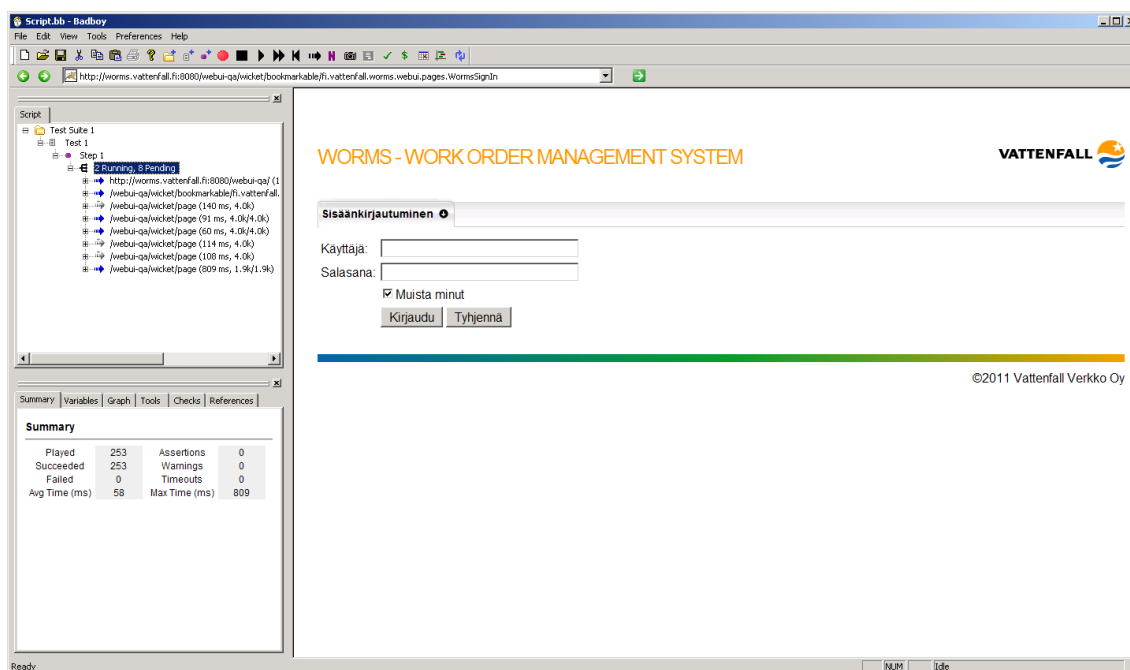 Script.bb - Badboy
File Edit View Tools Preferences Help
http://worms.vattenfall.fi:8080/webui-qa/wicket/bookmarkable/fi.vattenfall.worms.webui.pages.WormsSignIn
Script
Test Suite 1
Test 1
Step 1
2 Running, 8 Pending
http://worms.vattenfall.fi:8080/webui-qa/ (1
/webui-qa/wicket/bookmarkable/fi.vattenfall.
/webui-qa/wicket/page (140 ms, 4.0k)
/webui-qa/wicket/page (91 ms, 4.0k/4.0k)
/webui-qa/wicket/page (60 ms, 4.0k/4.0k)
/webui-qa/wicket/page (114 ms, 4.0k)
/webui-qa/wicket/page (108 ms, 4.0k)
/webui-qa/wicket/page (809 ms, 1.9k/1.9k)
Summary Variables Graph Tools Checks References
Summary
Played 253 Assertions 0
Succeeded 253 Warnings 0
Failed 0 Timeouts 0
Avg Time (ms) 58 Max Time (ms) 809
WORMS - WORK ORDER MANAGEMENT SYSTEM
VATTENFALL
Sisäänkirjautuminen
Käyttäjä:
Salasana:
Muista minut
Kirjaudu Tyhjennä
©2011 Vattenfall Verkko Oy
Ready NUM Idle